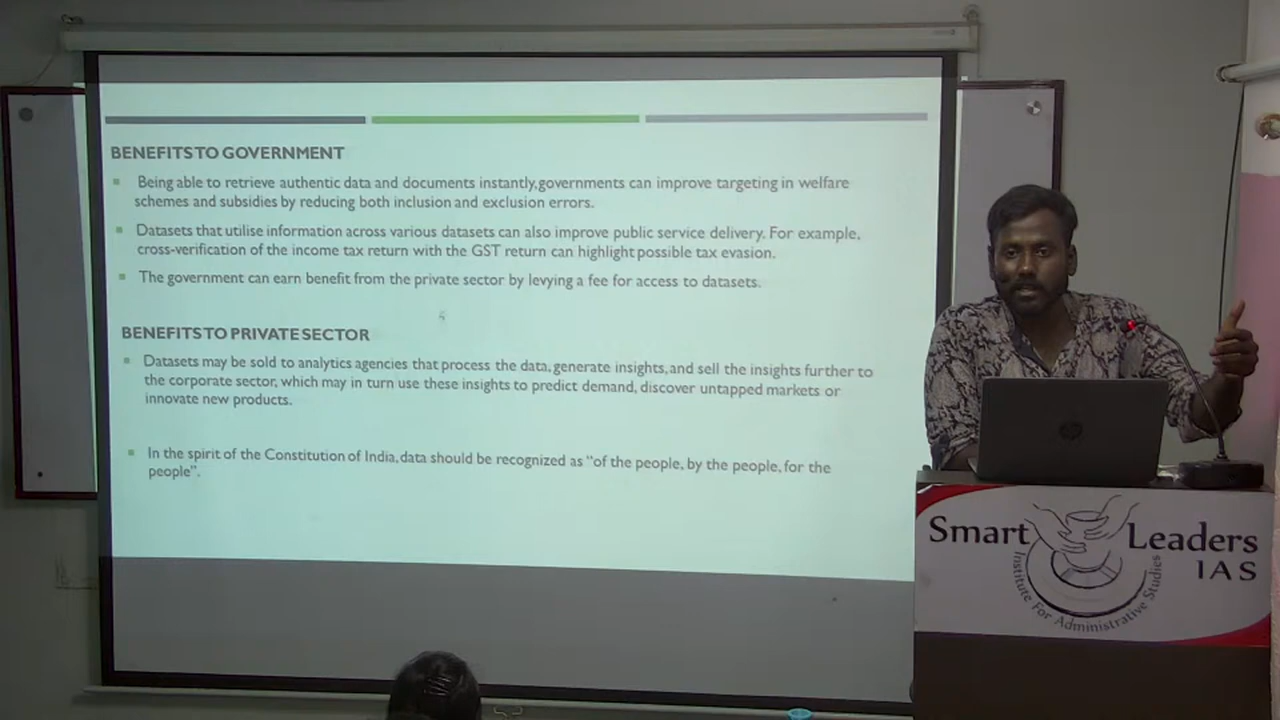 BENEFITS TO GOVERNMENT
Being able to retrieve authentic data and documents instantly, governments can improve targeting in welfare
schemes and subsidies by reducing both inclusion and exclusion errors.
Datasets that utilise information across various datasets can also improve public service delivery. For example,
cross-verification of the income tax return with the GST return can highlight possible tax evasion.
The government can earn benefit from the private sector by levying a fee for access to datasets.
BENEFITS TO PRIVATE SECTOR
Datasets may be sold to analytics agencies that process the data, generate insights, and sell the insights further to
the corporate sector, which may in turn use these insights to predict demand, discover untapped markets or
innovate new products.
In the spirit of the Constitution of India, data should be recognized as “of the people, by the people, for the
people”.
Smart Leaders
IAS
Institute For Administrative Studies
hp